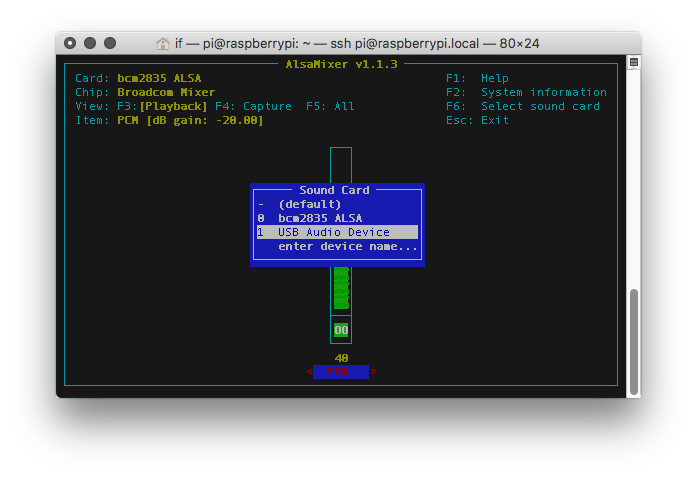 if — pi@raspberrypi: ~ — ssh pi@raspberrypi.local — 80×24
AlsaMixer v1.1.3
Card: bcm2835 ALSA F1: Help
Chip: Broadcom Mixer F2: System information
View: F3:[Playback] F4: Capture F5: All F6: Select sound card
Item: PCM [dB gain: -20.00] Esc: Exit
Sound Card
- (default)
0 bcm2835 ALSA
1 USB Audio Device
enter device name...
OO
40
< PCM >